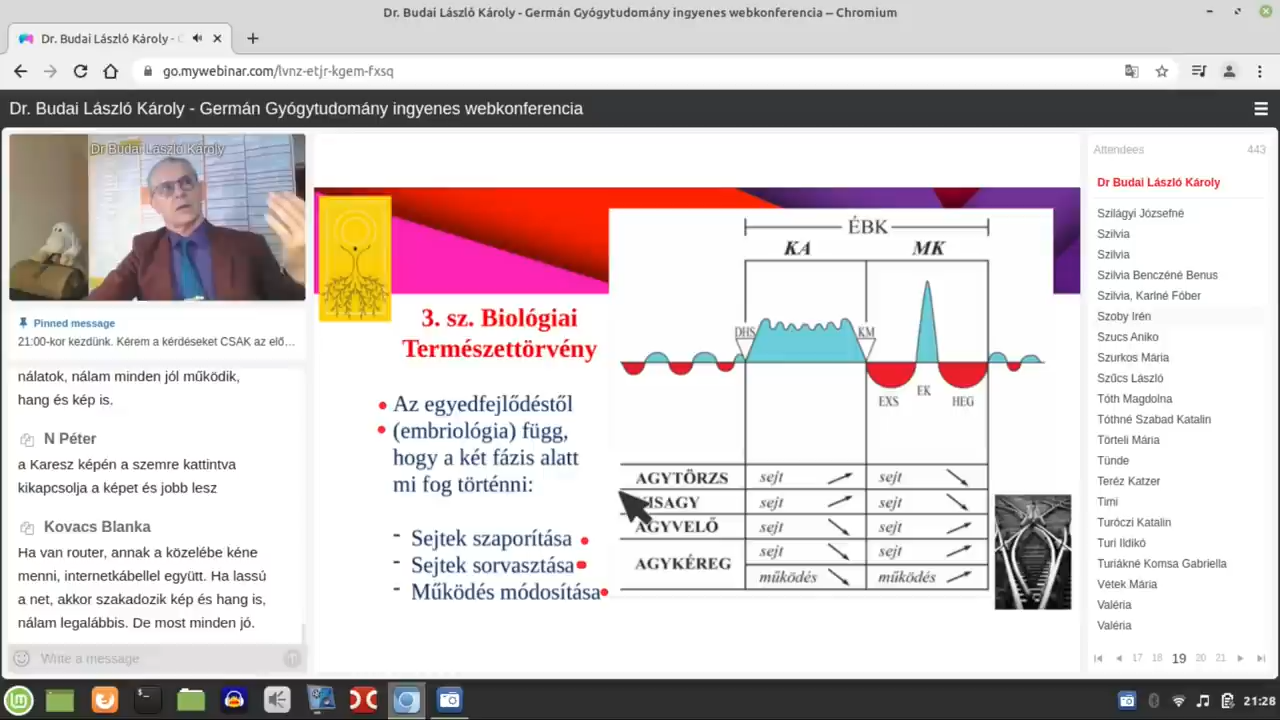 Dr. Budai László Károly - Germán Gyógytudomány ingyenes webkonferencia – Chromium
Dr. Budai László Károly - G
go.mywebinar.com/lvnz-etjr-kgem-fxsq
Dr. Budai László Károly - Germán Gyógytudomány ingyenes webkonferencia
Dr Budai László Károly
Pinned message
21:00-kor kezdünk. Kérem a kérdéseket CSAK az elő…
nálatok, nálam minden jól működik,
hang és kép is.
N Péter
a Karesz képén a szemre kattintva
kikapcsolja a képet és jobb lesz
Kovacs Blanka
Ha van router, annak a közelébe kéne
menni, internetkábellel együtt. Ha lassú
a net, akkor szakadozik kép és hang is,
nálam legalábbis. De most minden jó.
Write a message
3. sz. Biológiai
Természettörvény
Az egyedfejlődéstől
(embriológia) függ,
hogy a két fázis alatt
mi fog történni:
- Sejtek szaporítása
- Sejtek sorvasztása
- Működés módosítása
ÉBK
KA MK
DHS KM
EXS EK HEG
AGYTÖRZS sejt sejt
ISAGY sejt sejt
AGYVELŐ sejt sejt
AGYKÉREG sejt sejt
működés működés
Attendees 443
Dr Budai László Károly
Szilágyi Józsefné
Szilvia
Szilvia
Szilvia Benczéné Benus
Szilvia, Karlné Fóber
Szoby Irén
Szucs Aniko
Szurkos Mária
Szűcs László
Tóth Magdolna
Tóthné Szabad Katalin
Törteli Mária
Tünde
Teréz Katzer
Timi
Turóczi Katalin
Turi Ildikó
Turiákné Komsa Gabriella
Vétek Mária
Valéria
Valéria
17 18 19 20 21
21:28